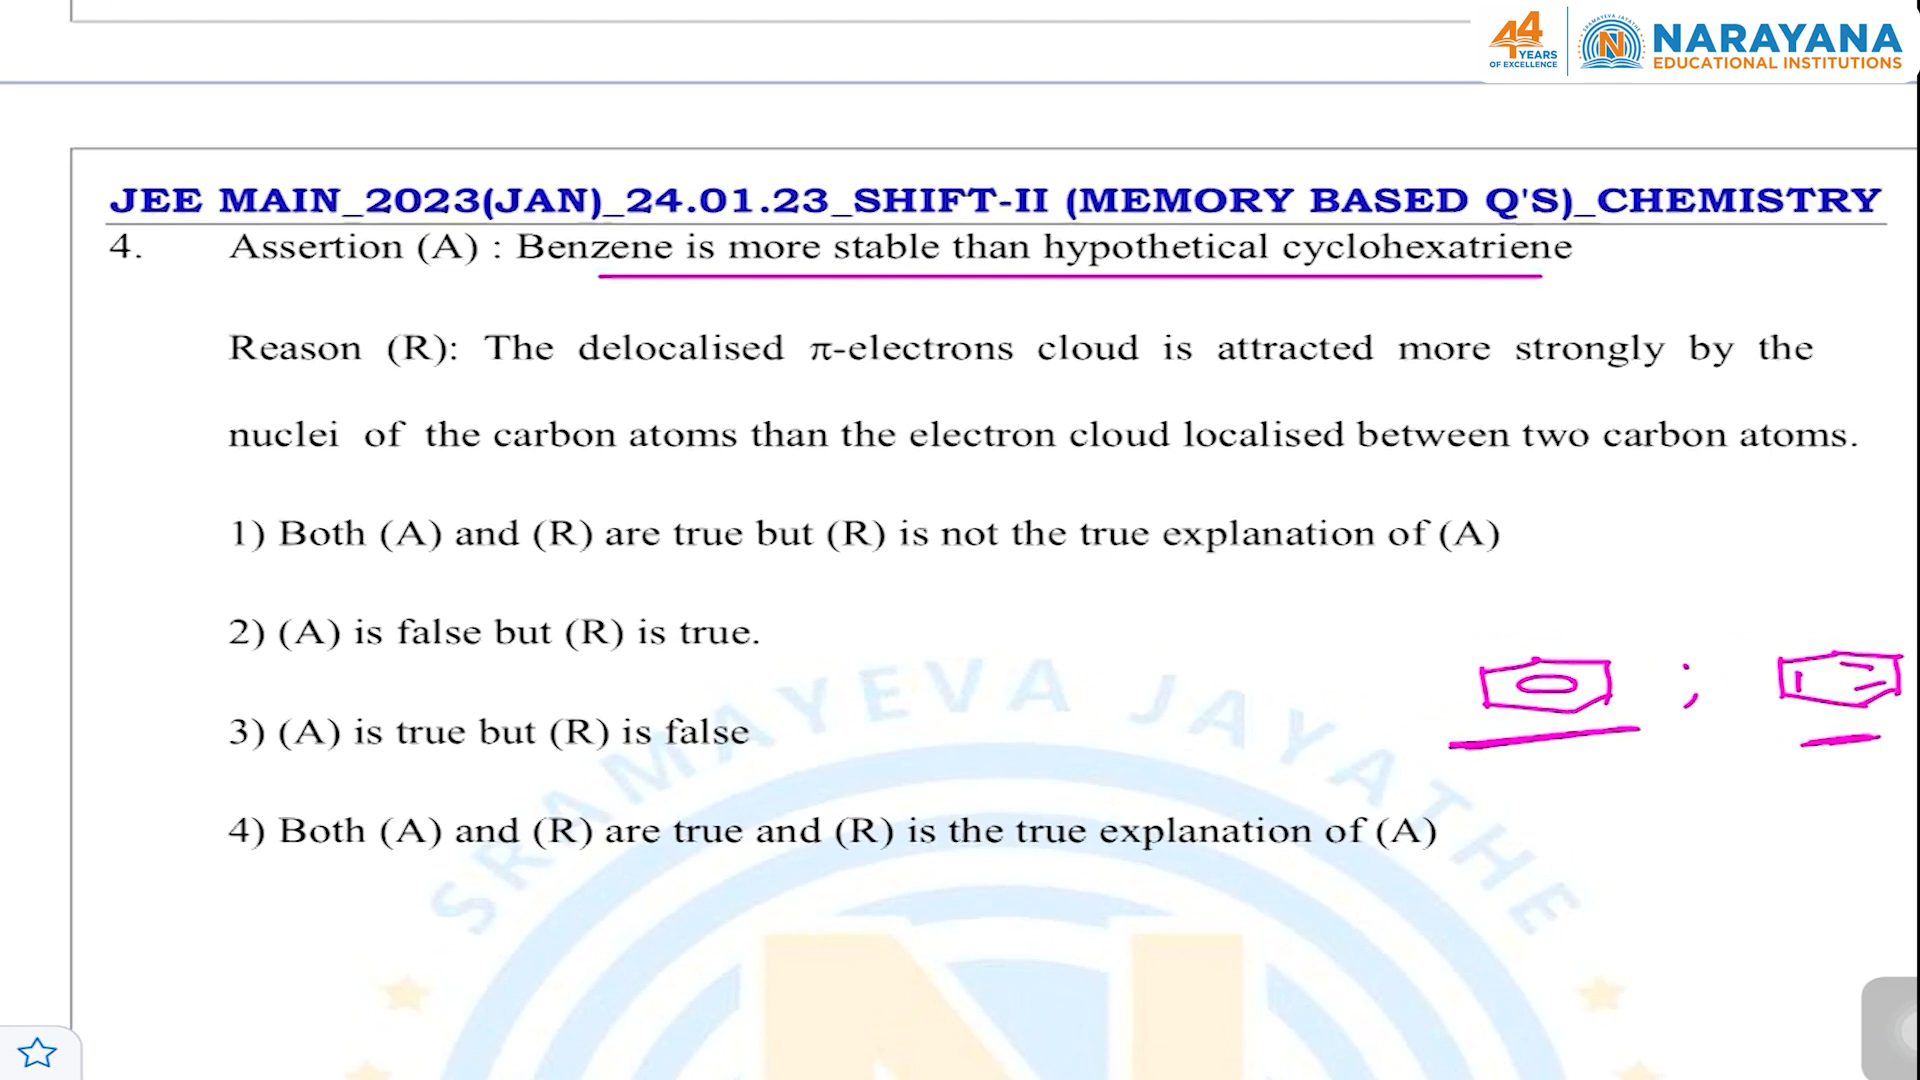 44
YEARS
OF EXCELLENCE
SRAMAYEVA JAYATHE
N
NARAYANA
EDUCATIONAL INSTITUTIONS
JEE MAIN_2023(JAN)_24.01.23_SHIFT-II (MEMORY BASED Q'S)_CHEMISTRY
4. Assertion (A) : Benzene is more stable than hypothetical cyclohexatriene
Reason (R): The delocalised π-electrons cloud is attracted more strongly by the
nuclei of the carbon atoms than the electron cloud localised between two carbon atoms.
1) Both (A) and (R) are true but (R) is not the true explanation of (A)
2) (A) is false but (R) is true.
;
3) (A) is true but (R) is false
4) Both (A) and (R) are true and (R) is the true explanation of (A)
SRAMAYEVA JAYATHE
N